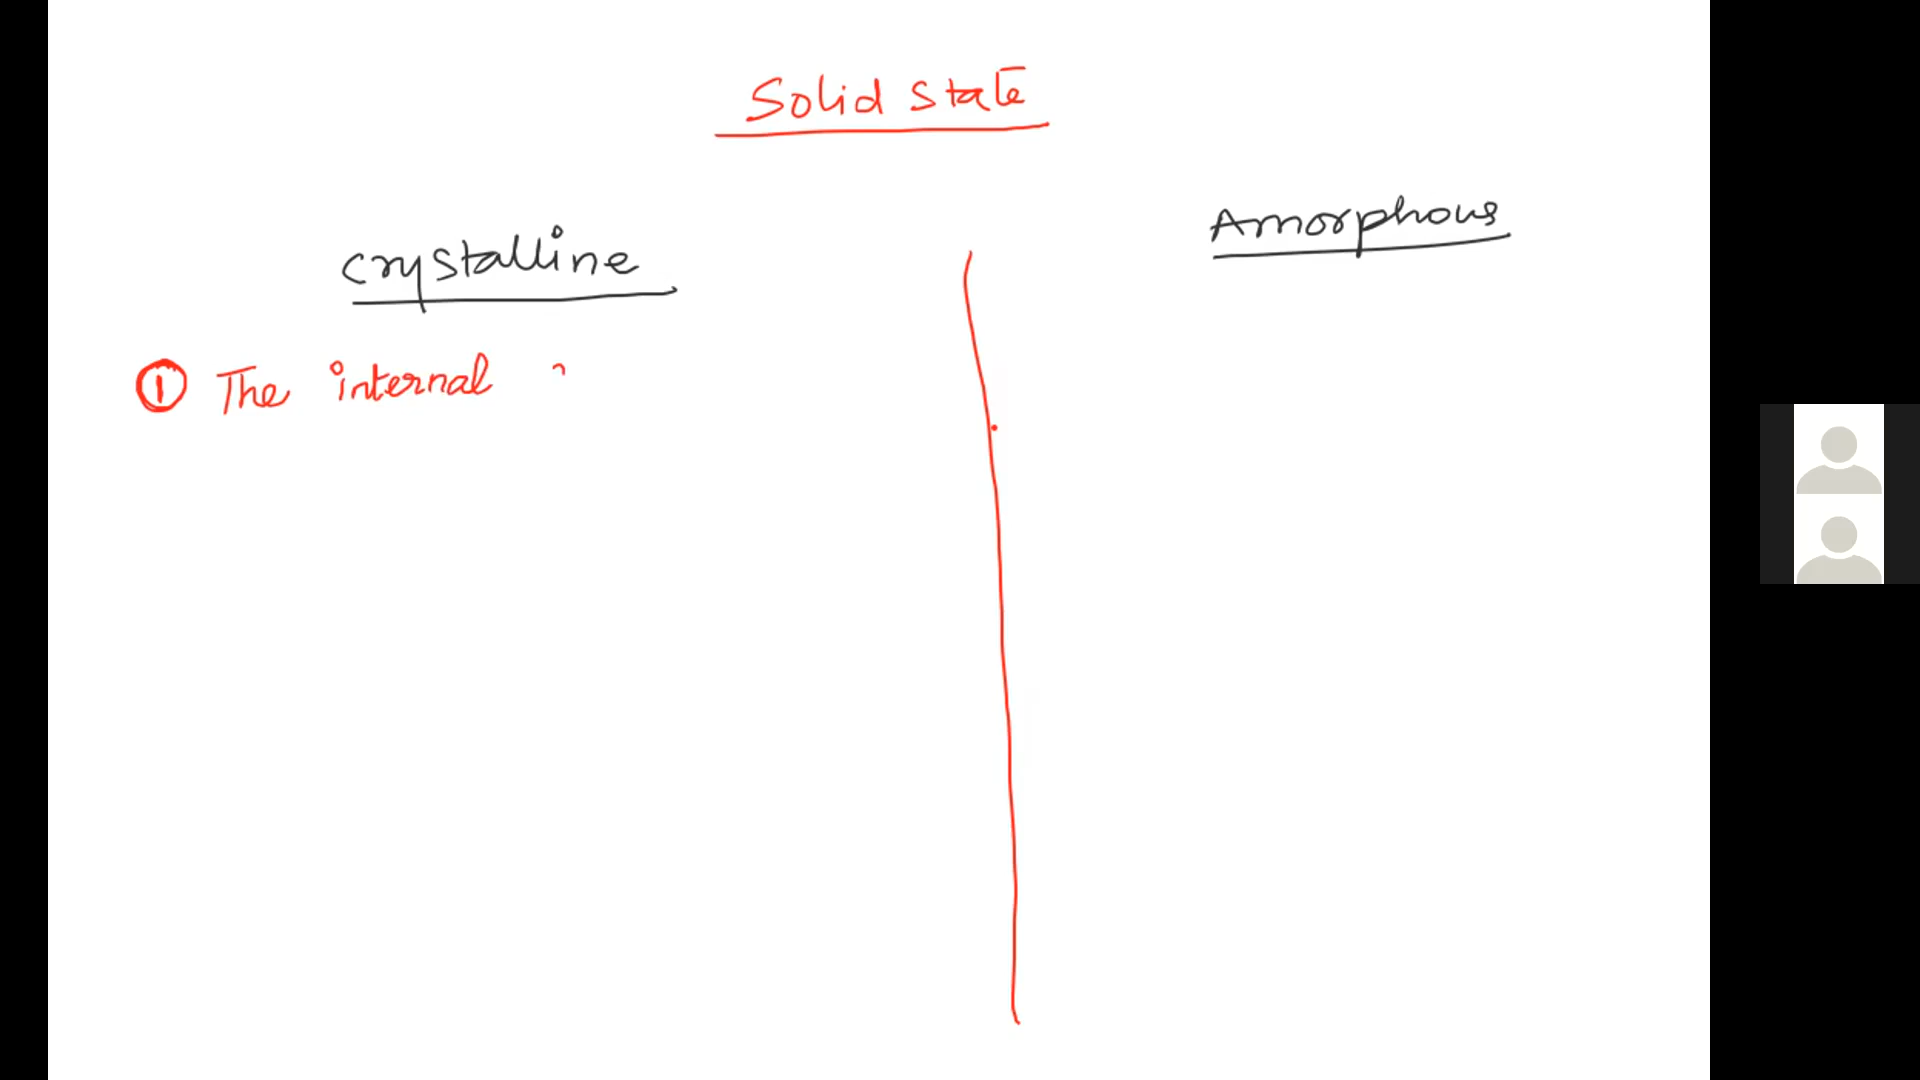 Solid state
Crystalline
Amorphous
① The internal